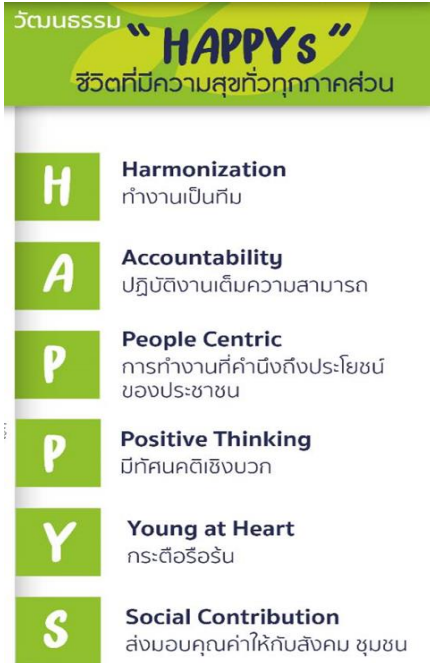 วัฒนธรรม
“ HAPPYs ”
ชีวิตที่มีความสุขทั่วทุกภาคส่วน
H
Harmonization
ทำงานเป็นทีม
A
Accountability
ปฏิบัติงานเต็มความสามารถ
P
People Centric
การทำงานที่คำนึงถึงประโยชน์
ของประชาชน
P
Positive Thinking
มีทัศนคติเชิงบวก
Y
Young at Heart
กระตือรือร้น
S
Social Contribution
ส่งมอบคุณค่าให้กับสังคม ชุมชน